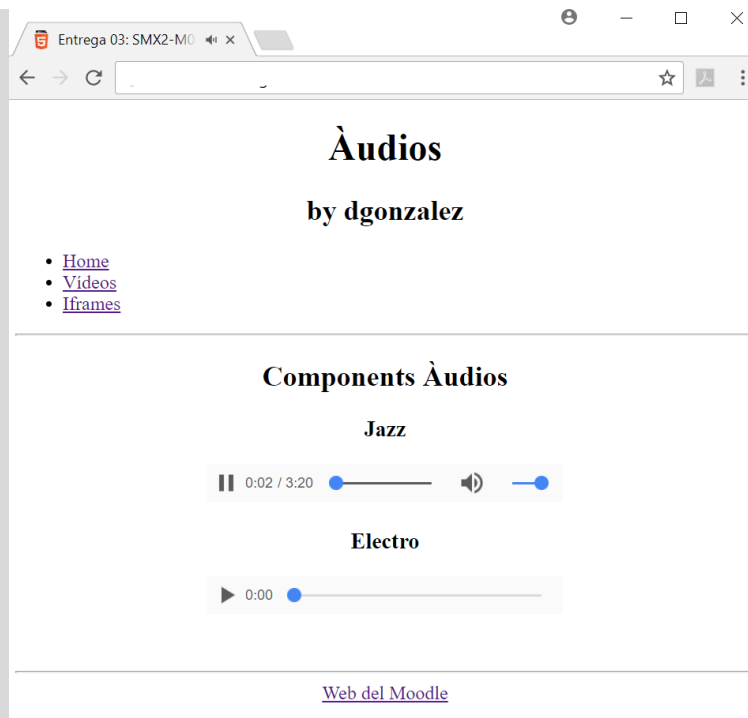 Entrega 03: SMX2-M0
Àudios
by dgonzalez
Home
Vídeos
Iframes
Components Àudios
Jazz
0:02 / 3:20
Electro
0:00
Web del Moodle